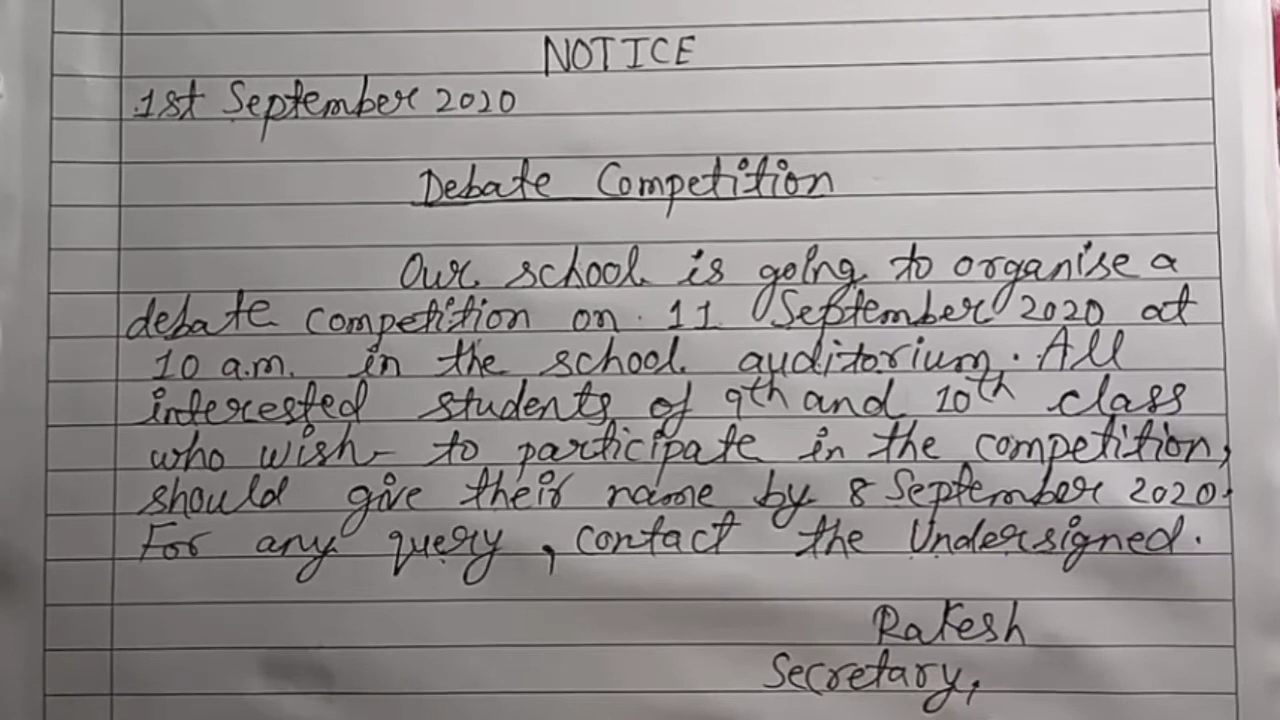 NOTICE
1st September 2020
Debate Competition
Our school is going to organise a
debate competition on 11 September 2020 at
10 a.m. in the school auditorium. All
interested students of 9th and 10th class
who wish to participate in the competition,
should give their name by 8 September 2020.
For any query, contact the Undersigned.
Rakesh
Secretary,